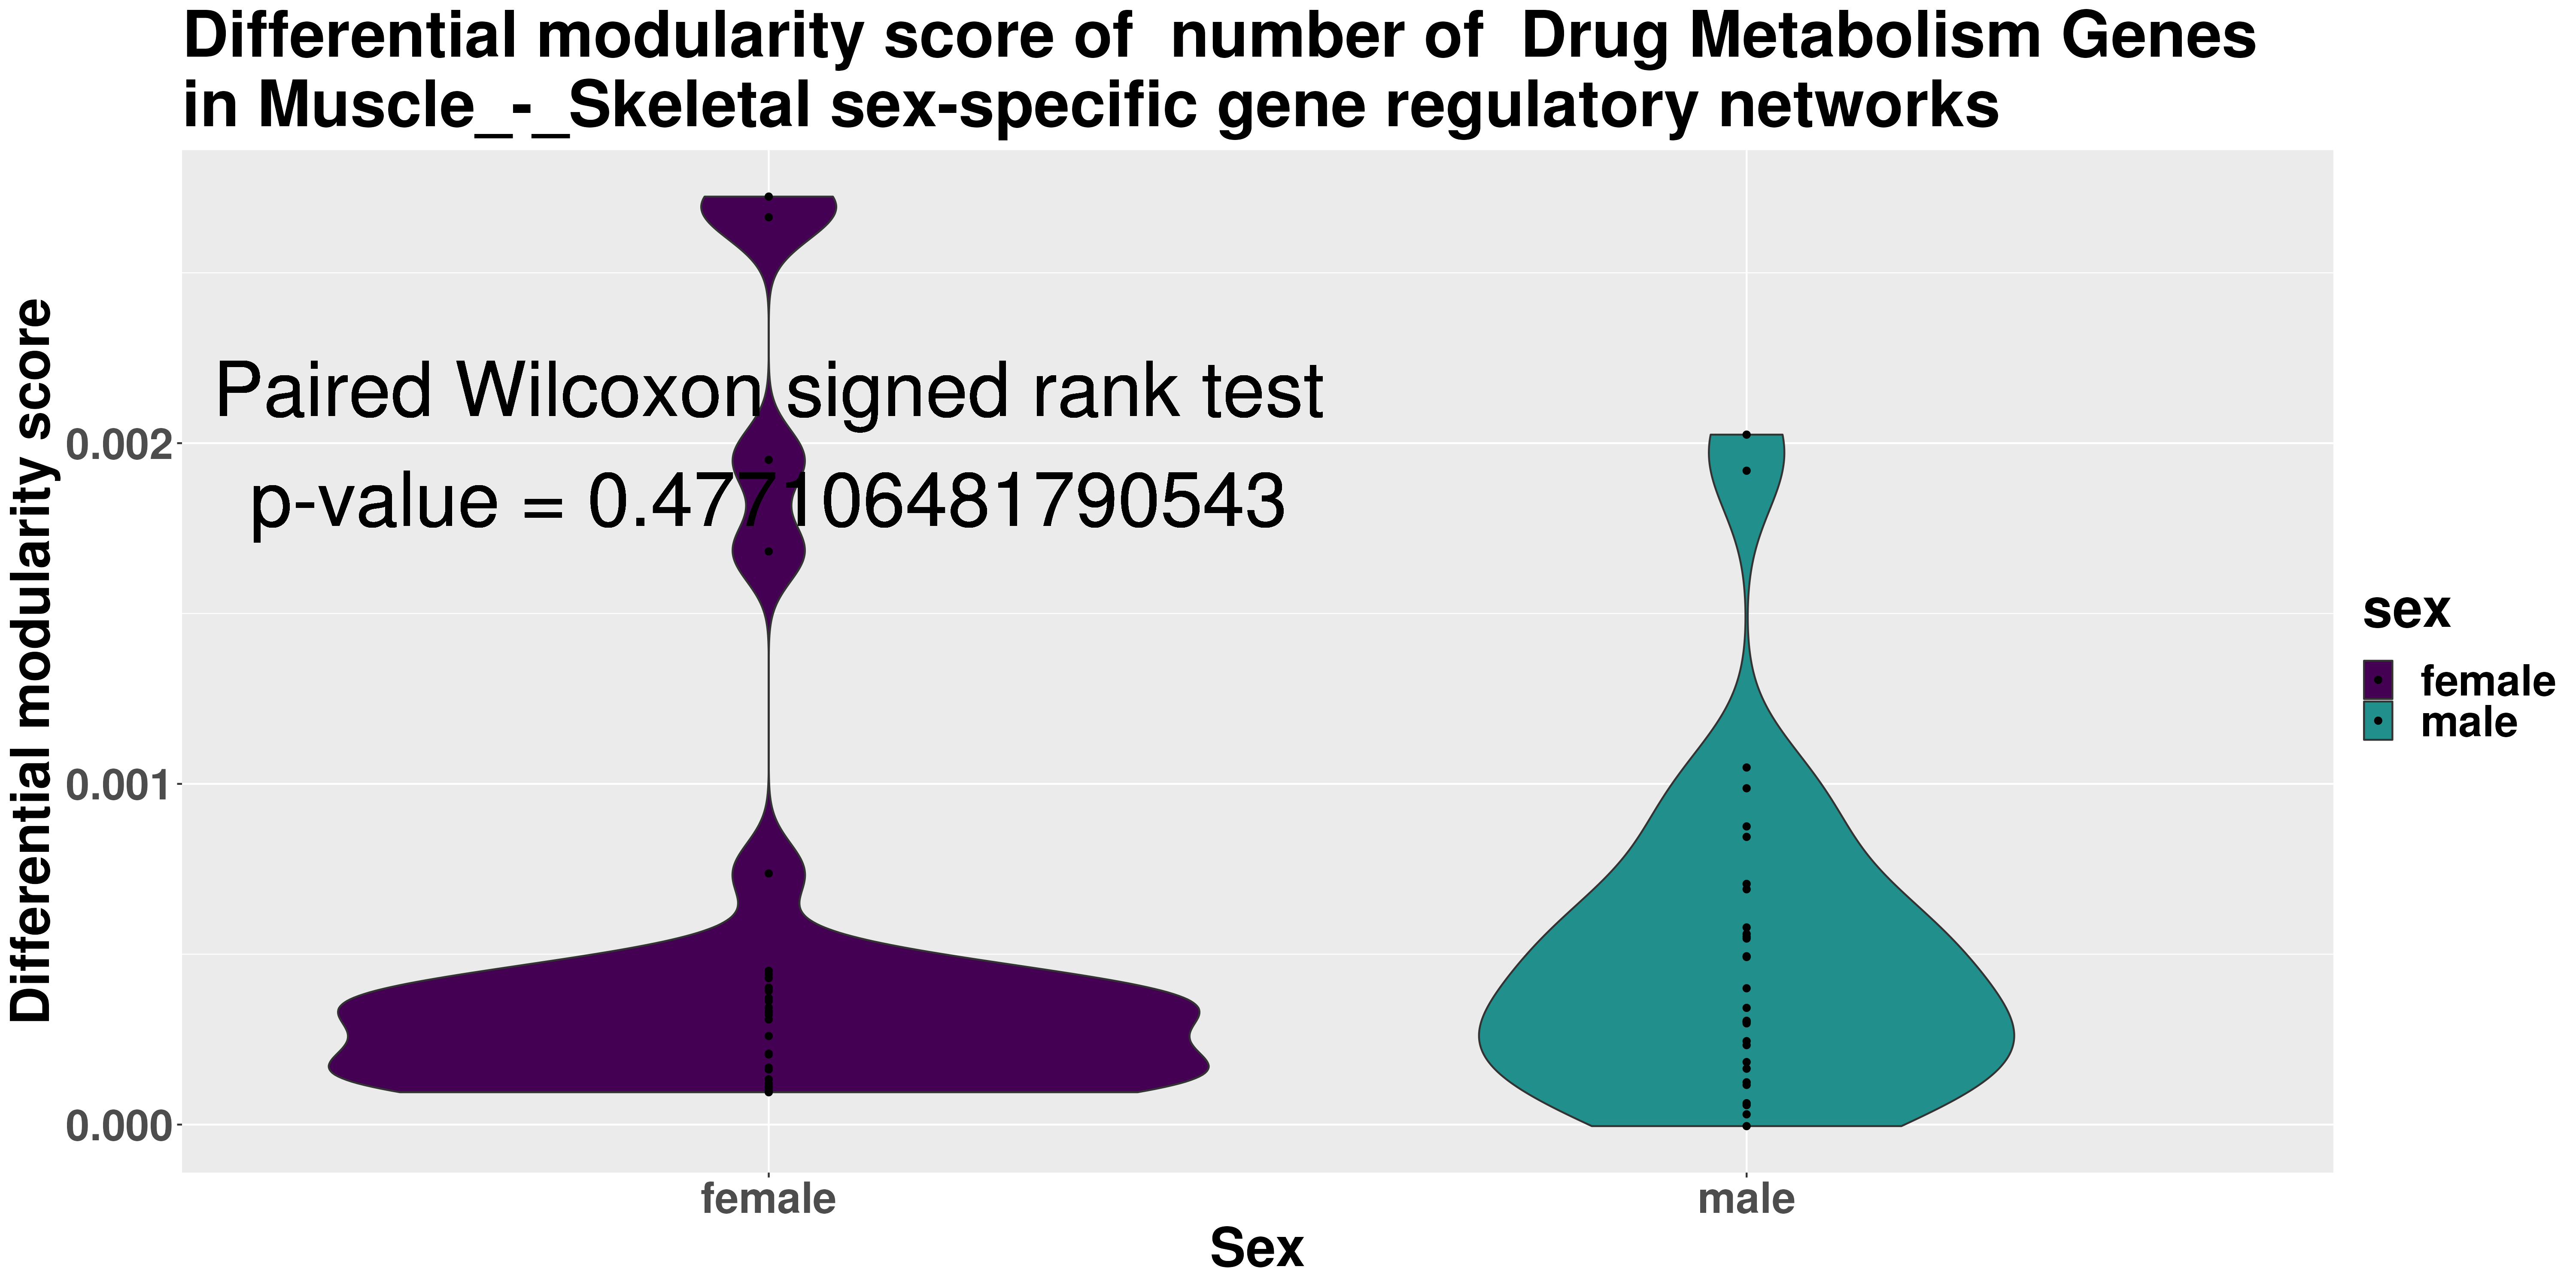 Differential modularity score of  number of  Drug Metabolism Genes
in Muscle_-_Skeletal sex-specific gene regulatory networks
Differential modularity score
0.002
0.001
0.000
Paired Wilcoxon signed rank test
p-value = 0.477106481790543
female
male
Sex
sex
female
male